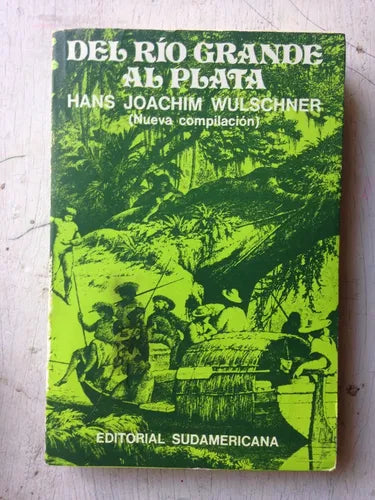 DEL RÍO GRANDE
AL PLATA
HANS JOACHIM WULSCHNER
(Nueva compilación)
EDITORIAL SUDAMERICANA